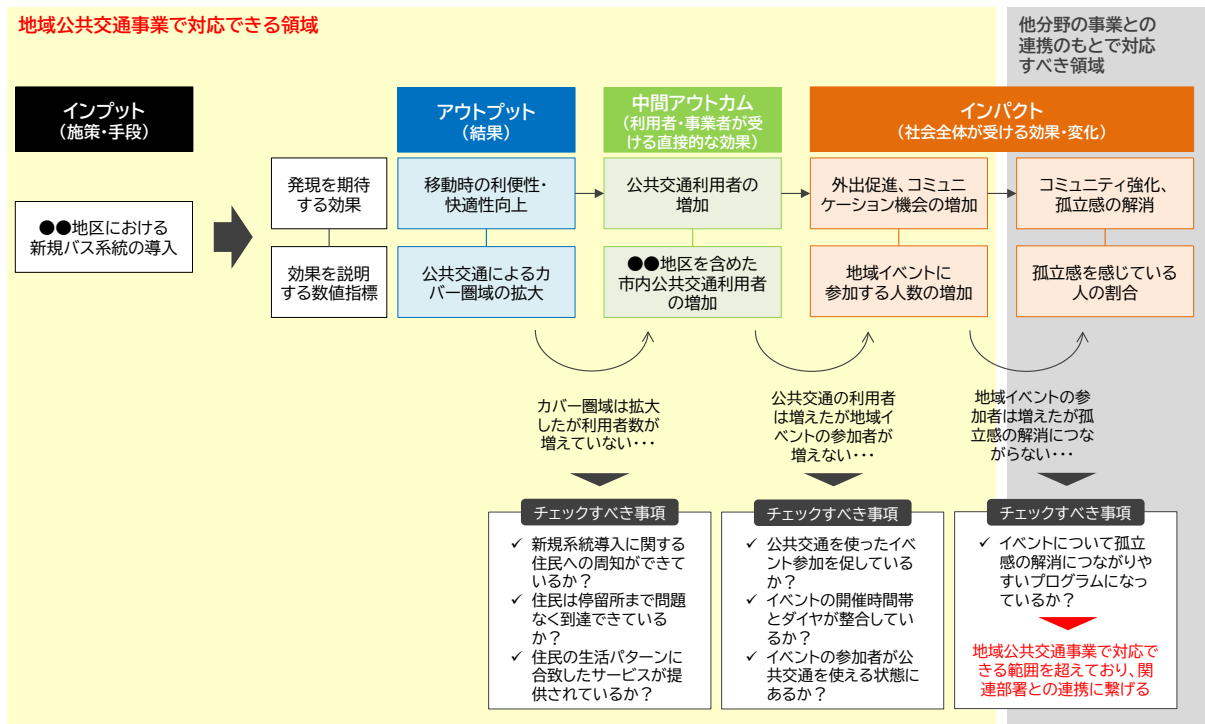 地域公共交通事業で対応できる領域
他分野の事業との
連携のもとで対応
すべき領域
インプット
(施策・手段)
アウトプット
(結果)
中間アウトカム
(利用者・事業者が受
ける直接的な効果)
インパクト
(社会全体が受ける効果・変化)
●●地区における
新規バス系統の導入
発現を期待
する効果
移動時の利便性・
快適性向上
公共交通利用者の
増加
外出促進、コミュニ
ケーション機会の増加
コミュニティ強化、
孤立感の解消
効果を説明
する数値指標
公共交通によるカ
バー圏域の拡大
●●地区を含めた
市内公共交通利用者
の増加
地域イベントに
参加する人数の増加
孤立感を感じている
人の割合
カバー圏域は拡大
したが利用者数が
増えていない・・・
公共交通の利用者
は増えたが地域イ
ベントの参加者が
増えない・・・
地域イベントの参
加者は増えたが孤
立感の解消につな
がらない・・・
チェックすべき事項
✓ 新規系統導入に関する
住民への周知ができて
いるか?
✓ 住民は停留所まで問題
なく到達できている
か?
✓ 住民の生活パターンに
合致したサービスが提
供されているか?
チェックすべき事項
✓ 公共交通を使ったイベ
ント参加を促している
か?
✓ イベントの開催時間帯
とダイヤが整合してい
るか?
✓ イベントの参加者が公
共交通を使える状態に
あるか?
チェックすべき事項
✓ イベントについて孤立
感の解消につながりや
すいプログラムになっ
ているか?
地域公共交通事業で対応で
きる範囲を超えており、関
連部署との連携に繋げる